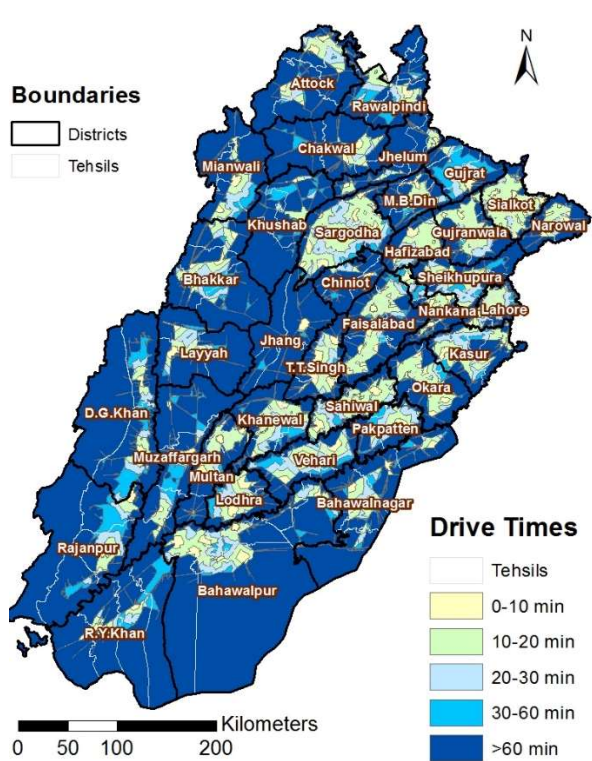 N
Boundaries
Districts
Tehsils
Attock
Rawalpindi
Chakwal
Jhelum
Mianwali
Gujrat
M.B.Din
Sialkot
Khushab
Sargodha
Gujranwala
Narowal
Hafizabad
Bhakkar
Chiniot
Sheikhupura
Nankana
Lahore
Faisalabad
Jhang
Layyah
Kasur
T.T.Singh
Okara
D.G.Khan
Khanewal
Sahiwal
Pakpatten
Muzaffargarh
Multan
Vehari
Lodhra
Bahawalnagar
Rajanpur
Bahawalpur
R.Y.Khan
Drive Times
Tehsils
0-10 min
10-20 min
20-30 min
30-60 min
>60 min
Kilometers
0 50 100 200